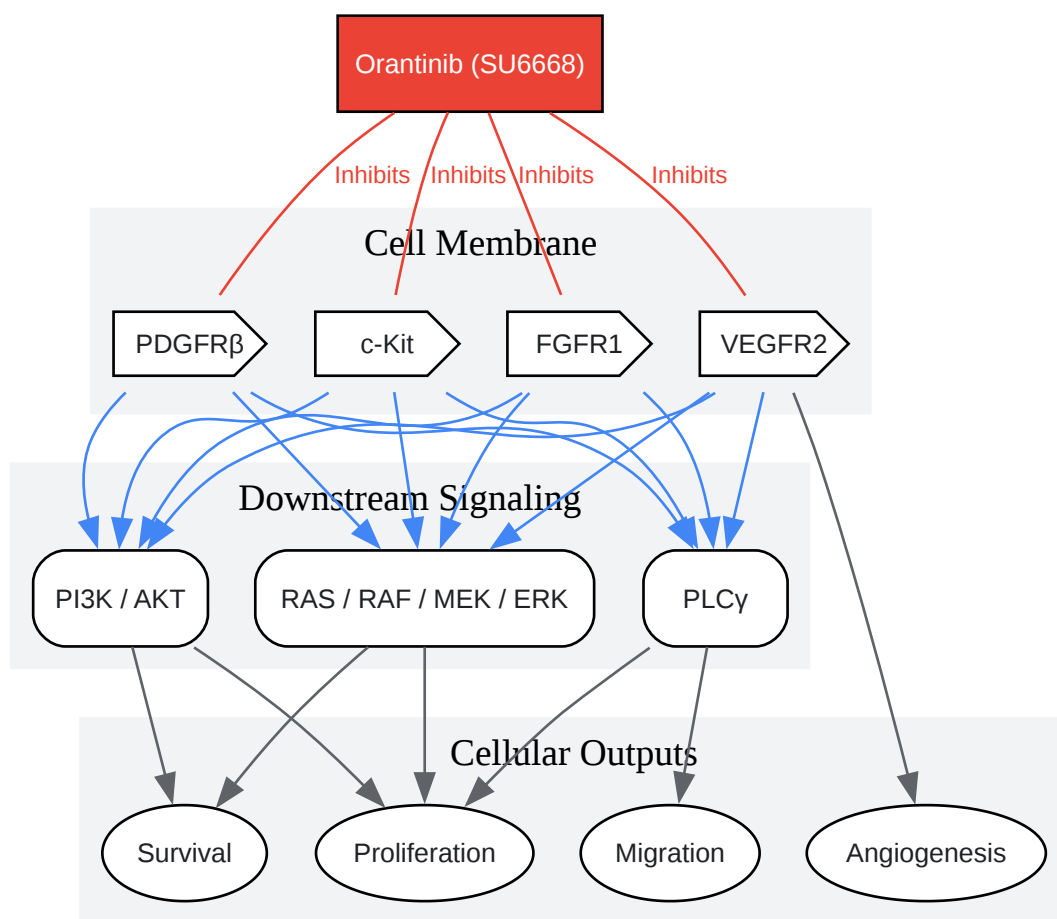 Orantinib (SU6668)
Inhibits Inhibits Inhibits Inhibits
Cell Membrane
PDGFRβ c-Kit FGFR1 VEGFR2
Downstream Signaling
PI3K / AKT RAS / RAF / MEK / ERK PLCγ
Cellular Outputs
Survival Proliferation Migration Angiogenesis